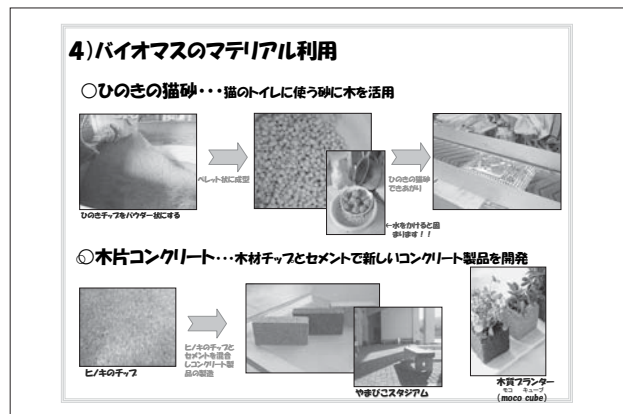 4)バイオマスのマテリアル利用
○ひのきの猫砂・・・猫のトイレに使う砂に木を活用
ペレット状に成型
ひのきの猫砂
できあがり
ひのきチップをパウダー状にする
←水をかけると固
まります！！
○木片コンクリート・・・木材チップとセメントで新しいコンクリート製品を開発
ヒノキのチップと
セメントを混合
しコンクリート製
品の製造
ヒノキのチップ
やまびこスタジアム
木質プランター
モコ キューブ
(moco cube)